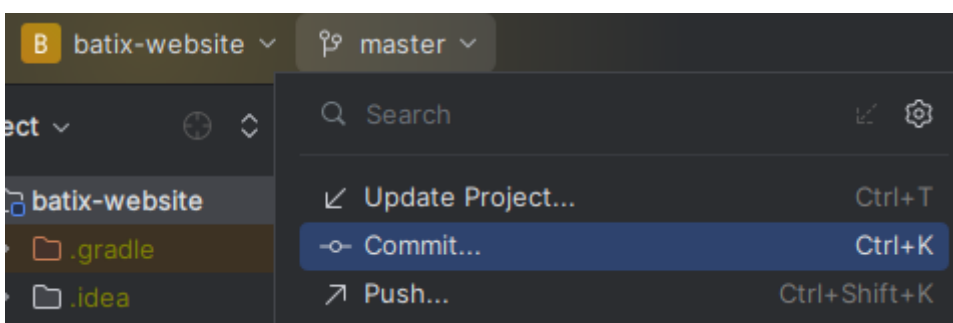 B batix-website master
Search
ect
Update Project... Ctrl+T
batix-website
Commit... Ctrl+K
.gradle
Push... Ctrl+Shift+K
.idea